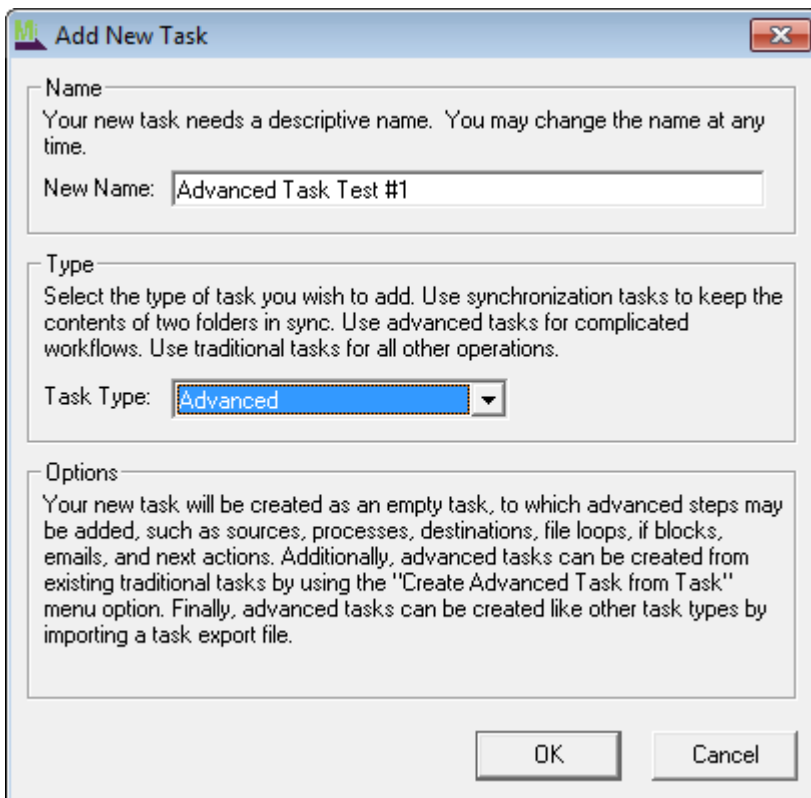 Add New Task
Name
Your new task needs a descriptive name.  You may change the name at any
time.
New Name: Advanced Task Test #1
Type
Select the type of task you wish to add. Use synchronization tasks to keep the
contents of two folders in sync. Use advanced tasks for complicated
workflows. Use traditional tasks for all other operations.
Task Type: Advanced
Options
Your new task will be created as an empty task, to which advanced steps may
be added, such as sources, processes, destinations, file loops, if blocks,
emails, and next actions. Additionally, advanced tasks can be created from
existing traditional tasks by using the "Create Advanced Task from Task"
menu option. Finally, advanced tasks can be created like other task types by
importing a task export file.
OK Cancel